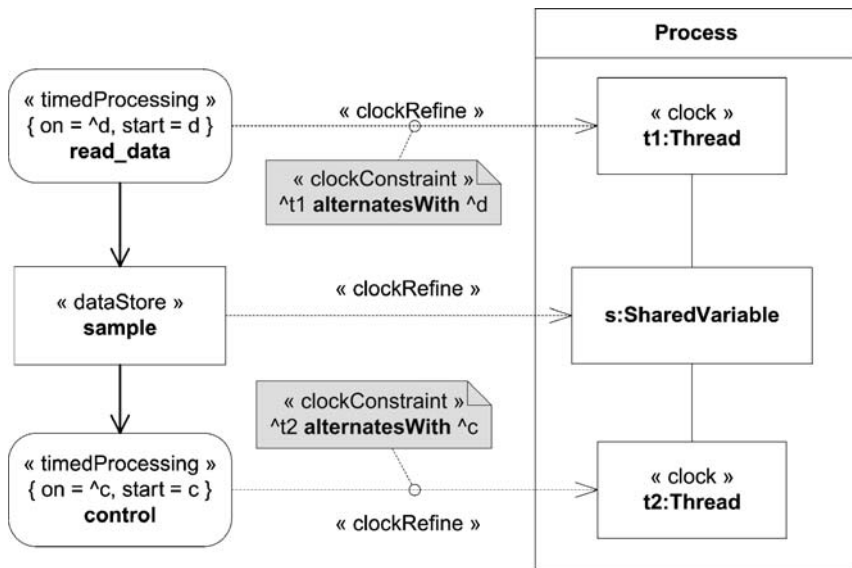 Process
« timedProcessing »
{ on = ^d, start = d }
read_data
« clockRefine »
« clock »
t1:Thread
« clockConstraint »
^t1 alternatesWith ^d
« dataStore »
sample
« clockRefine »
s:SharedVariable
« clockConstraint »
^t2 alternatesWith ^c
« timedProcessing »
{ on = ^c, start = c }
control
« clockRefine »
« clock »
t2:Thread